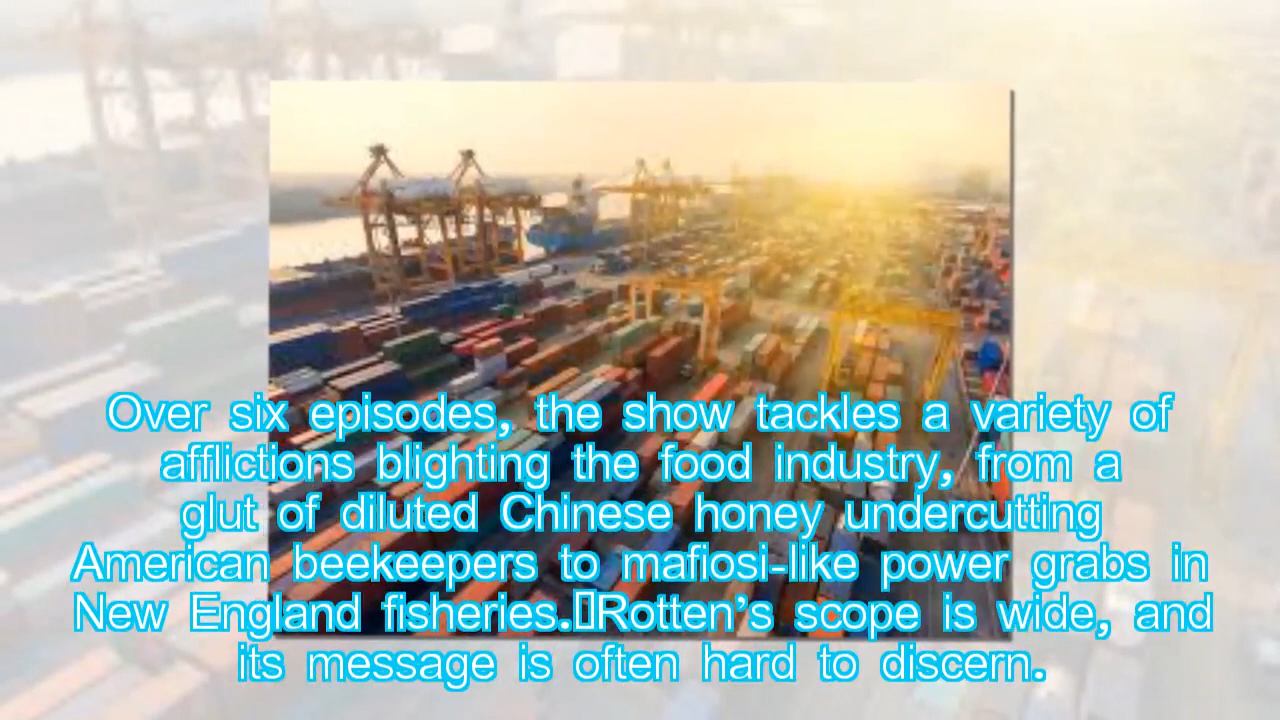 Over six episodes, the show tackles a variety of
afflictions blighting the food industry, from a
glut of diluted Chinese honey undercutting
American beekeepers to mafiosi-like power grabs in
New England fisheries.▯Rotten’s scope is wide, and
its message is often hard to discern.